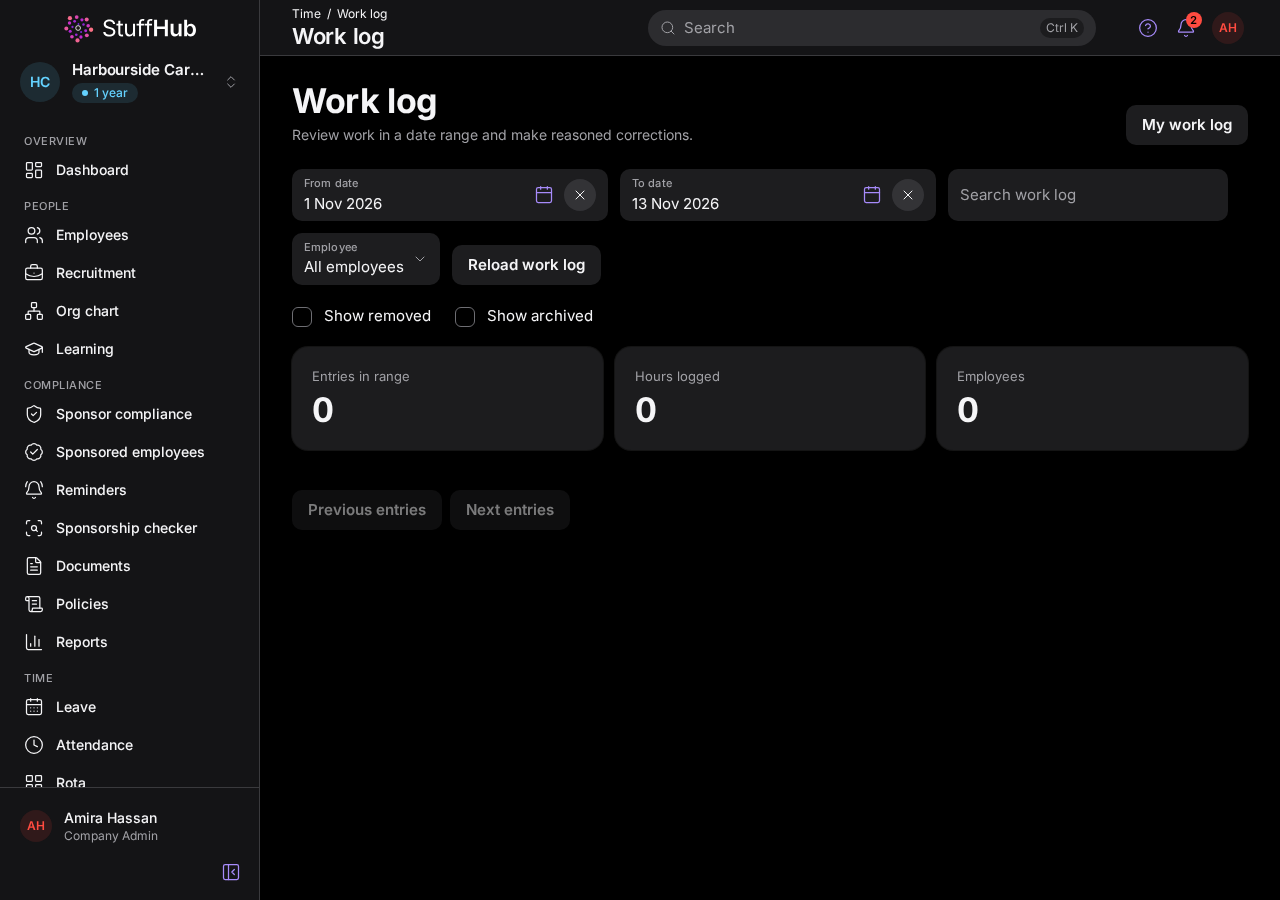 StuffHub
HC
Harbourside Car...
1 year
OVERVIEW
Dashboard
PEOPLE
Employees
Recruitment
Org chart
Learning
COMPLIANCE
Sponsor compliance
Sponsored employees
Reminders
Sponsorship checker
Documents
Policies
Reports
TIME
Leave
Attendance
Rota
AH
Amira Hassan
Company Admin
Time / Work log
Work log
Search
Ctrl K
2
AH
Work log
Review work in a date range and make reasoned corrections.
My work log
From date
1 Nov 2026
To date
13 Nov 2026
Search work log
Employee
All employees
Reload work log
Show removed
Show archived
Entries in range
0
Hours logged
0
Employees
0
Previous entries
Next entries